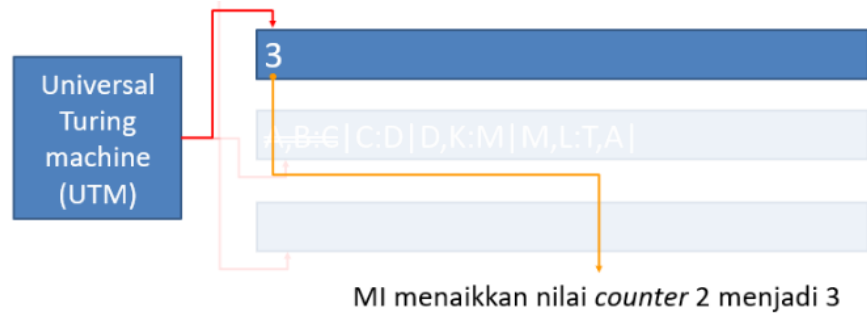 Universal
Turing
machine
(UTM)
3
A,B:C|C:D|D,K:M|M,L:T,A|
MI menaikkan nilai counter 2 menjadi 3